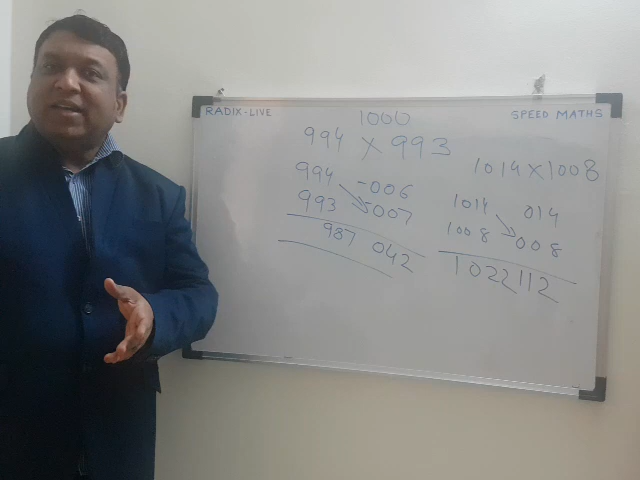 RADIX-LIVE
SPEED MATHS
1000
994 X 993
994 -006
993 -007
987 042
1014X1008
1014 014
1008 008
1022112